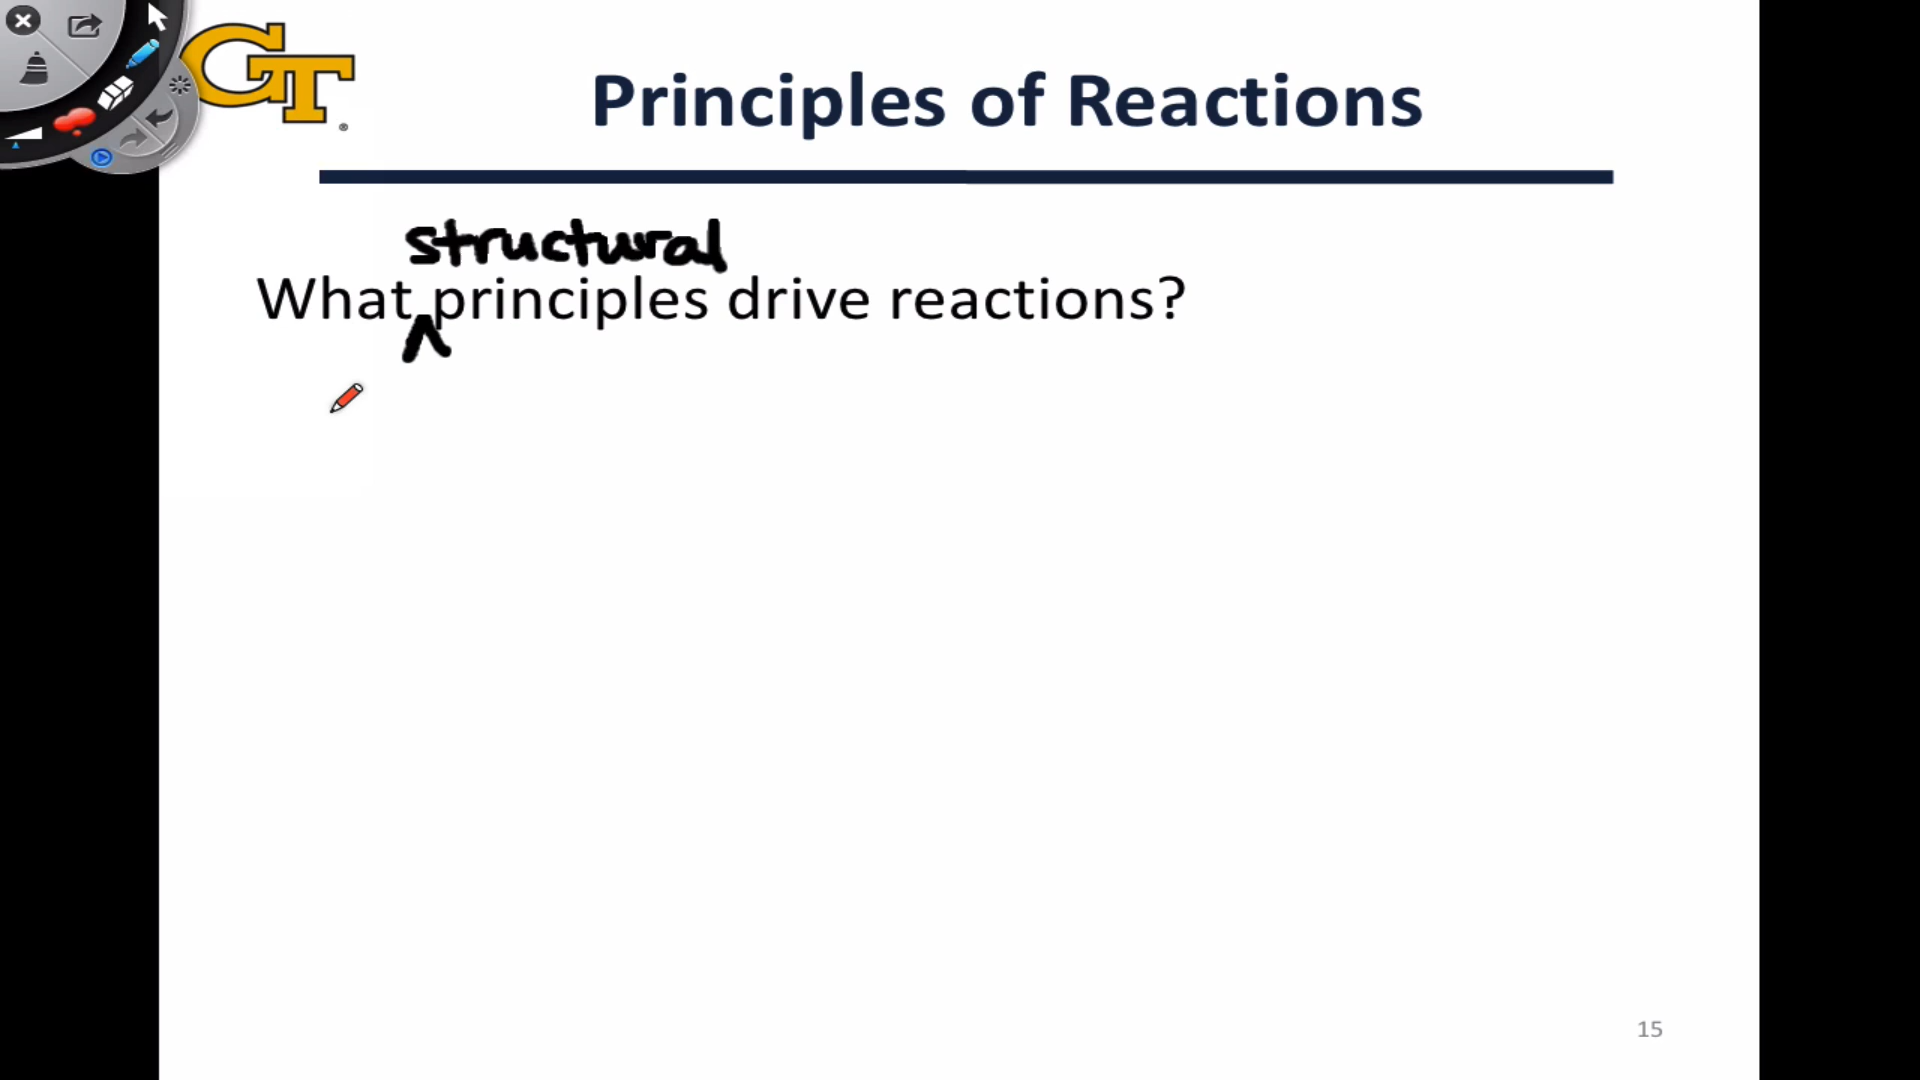 GT
Principles of Reactions
structural
What principles drive reactions?
15